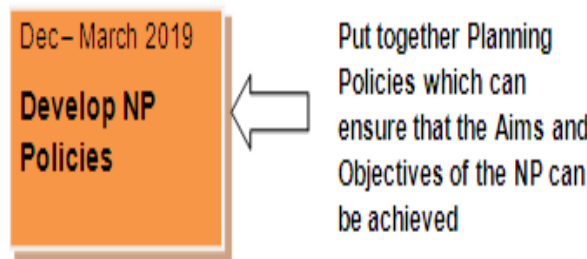 Dec – March 2019
Develop NP
Policies
Put together Planning
Policies which can
ensure that the Aims and
Objectives of the NP can
be achieved